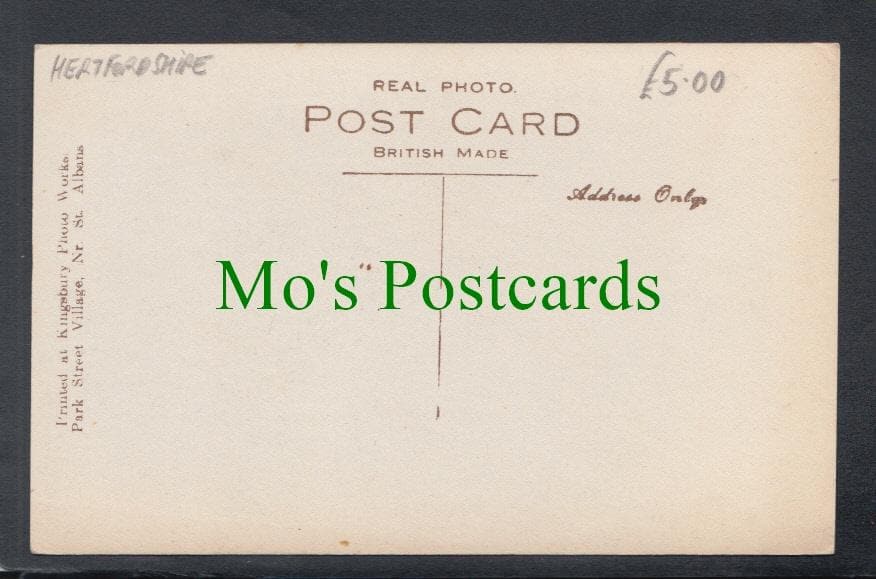 HERTFORDSHIRE
£5.00
REAL PHOTO.
POST CARD
BRITISH MADE
Address Only
Mo's Postcards
Printed at Kingsbury Photo Works,
Park Street Village, Nr. St. Albans